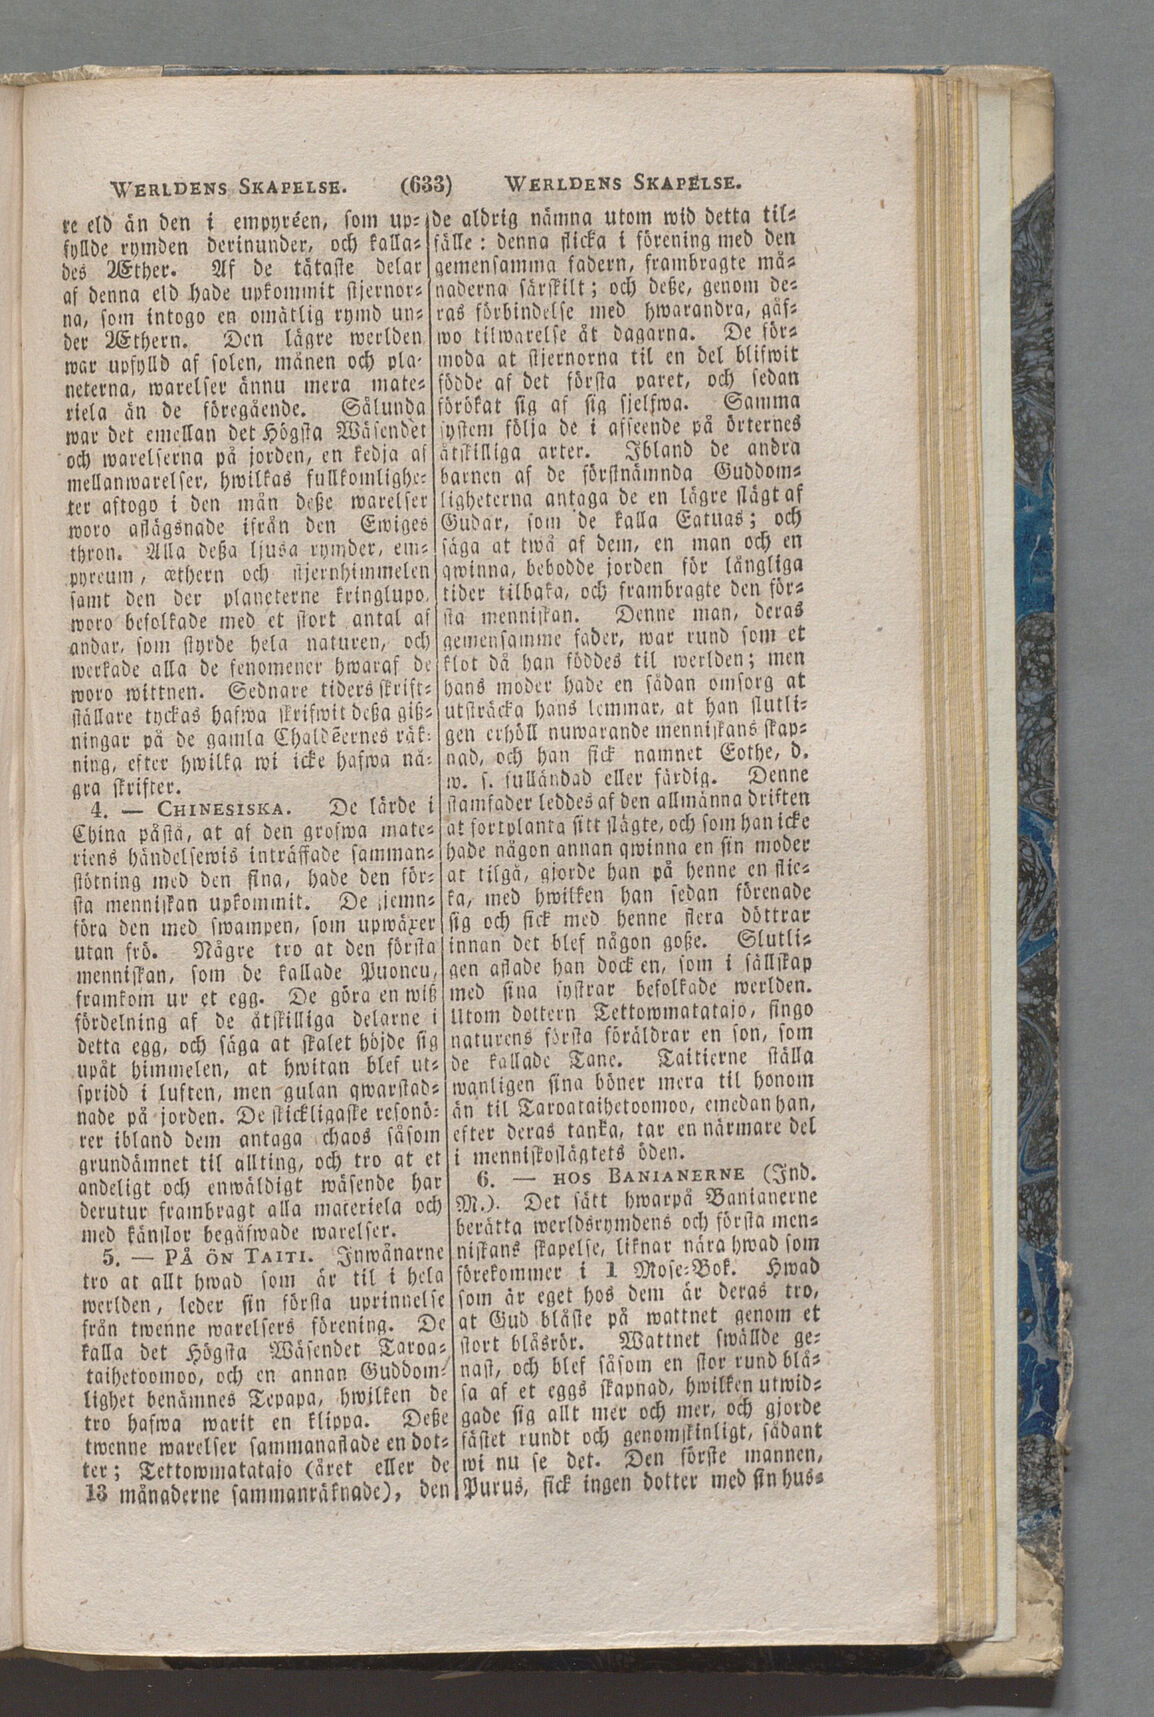 WERLDENS SKAPELSE. (633) WERLDENS SKAPELSE.
re eld än den i empyréen, som up-
fyllde rymden derinunder, och kalla-
des Æther. Af de tätaste delar
af denna eld hade upkommit stjernor-
na, som intogo en omätlig rymd un-
der Æthern. Den lägre werlden
war upfylld af solen, månen och pla-
neterna, warelser ännu mera mate-
riela än de föregående. Sålunda
war det emellan det Högsta Wäsendet
och warelserna på jorden, en kedja af
mellanwarelser, hwilkas fullkomlighe-
ter aftogo i den mån deße warelser
woro aflägsnade ifrån den Ewiges
thron. Alla deßa ljusa rymder, em-
pyreum, æthern och stjernhimmelen
samt den der planeterne kringlupo,
woro befolkade med et stort antal af
andar, som styrde hela naturen, och
werkade alla de fenomener hwaraf de
woro wittnen. Sednare tiders skrift-
ställare tyckas hafwa skrifwit deßa giß-
ningar på de gamla Chaldéernes räk-
ning, efter hwilka wi icke hafwa nå-
gra skrifter.
4. — CHINESISKA. De lärde i
China påstå, at af den grofwa mate-
riens händelsewis inträffade samman-
stötning med den fina, hade den för-
sta menniskan upkommit. De jemn-
föra den med swampen, som upwäxer
utan frö. Någre tro at den första
menniskan, som de kallade Puoncu,
framkom ur et egg. De göra en wiß
fördelning af de åtskilliga delarne i
detta egg, och säga at skalet höjde sig
upåt himmelen, at hwitan blef ut-
spridd i luften, men gulan qwarstad-
nade på jorden. De skickligaste resonö-
rer ibland dem antaga chaos såsom
grundämnet til allting, och tro at et
andeligt och enwäldigt wäsende har
derutur frambragt alla materiela och
med känslor begåfwade warelser.
5. — PÅ ÖN TAITI. Inwånarne
tro at allt hwad som är til i hela
werlden, leder sin första uprinnelse
från twenne warelsers förening. De
kalla det Högsta Wäsendet Taroa-
taihetoomoo, och en annan Guddom-
lighet benämnes Tepapa, hwilken de
tro hafwa warit en klippa. Deße
twenne warelser sammanaflade en dot-
ter; Tettowmatatajo (året eller de
13 månaderne sammanräknade), den
de aldrig nämna utom wid detta til-
fälle: denna flicka i förening med den
gemensamma fadern, frambragte må-
naderna särskilt; och deße, genom de-
ras förbindelse med hwarandra, gåf-
wo tilwarelse åt dagarna. De för-
moda at stjernorna til en del blifwit
födde af det första paret, och sedan
förökat sig af sig sjelfwa. Samma
system följa de i afseende på örternes
åtskilliga arter. Ibland de andra
barnen af de förstnämnda Guddom-
ligheterna antaga de en lägre slägt af
Gudar, som de kalla Eatuas; och
säga at twå af dem, en man och en
qwinna, bebodde jorden för långliga
tider tilbaka, och frambragte den för-
sta menniskan. Denne man, deras
gemensamme fader, war rund som et
klot då han föddes til werlden; men
hans moder hade en sådan omsorg at
utsträcka hans lemmar, at han slutli-
gen erhöll nuwarande menniskans skap-
nad, och han fick namnet Eothe, d.
w. s. fulländad eller färdig. Denne
stamfader leddes af den allmänna driften
at fortplanta sitt slägte, och som han icke
hade någon annan qwinna en sin moder
at tilgå, gjorde han på henne en flic-
ka, med hwilken han sedan förenade
sig och fick med henne flera döttrar
innan det blef någon goße. Slutli-
gen aflade han dock en, som i sällskap
med sina systrar befolkade werlden.
Utom dottern Tettowmatatajo, fingo
naturens första föräldrar en son, som
de kallade Tane. Taitierne ställa
wanligen sina böner mera til honom
än til Taroataihetoomoo, emedan han,
efter deras tanka, tar en närmare del
i menniskoslägtets öden.
6. — HOS BANIANERNE (Ind.
M.). Det sätt hwarpå Banianerne
berätta werldsrymdens och första men-
niskans skapelse, liknar nära hwad som
förekommer i 1 Mose-Bok. Hwad
som är eget hos dem är deras tro,
at Gud blåste på wattnet genom et
stort blåsrör. Wattnet swällde ge-
nast, och blef såsom en stor rund blå-
sa af et eggs skapnad, hwilken utwid-
gade sig allt mer och mer, och gjorde
fästet rundt och genomskinligt, sådant
wi nu se det. Den förste mannen,
Purus, fick ingen dotter med sin hus-